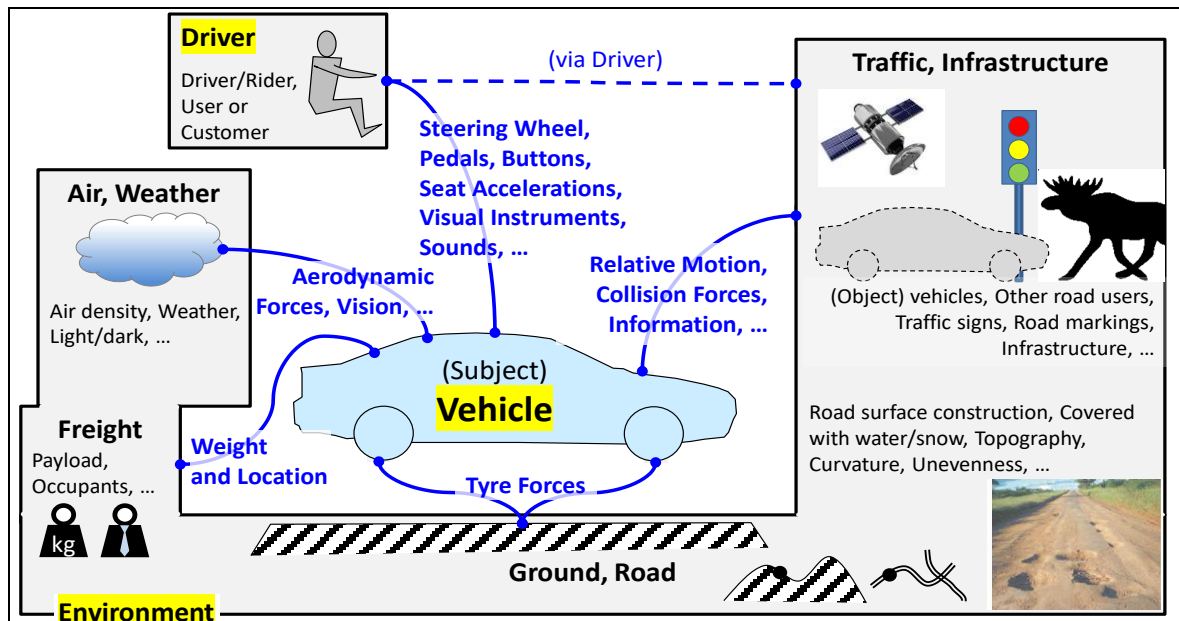 Driver
Driver/Rider,
User or
Customer
(via Driver)
Steering Wheel,
Pedals, Buttons,
Seat Accelerations,
Visual Instruments,
Sounds, …
Traffic, Infrastructure
(Object) vehicles, Other road users,
Traffic signs, Road markings,
Infrastructure, …
Air, Weather
Air density, Weather,
Light/dark, …
Aerodynamic
Forces, Vision, …
Relative Motion,
Collision Forces,
Information, …
(Subject)
Vehicle
Freight
Payload,
Occupants, …
kg
Weight
and Location
Tyre Forces
Road surface construction, Covered
with water/snow, Topography,
Curvature, Unevenness, …
Ground, Road
Environment